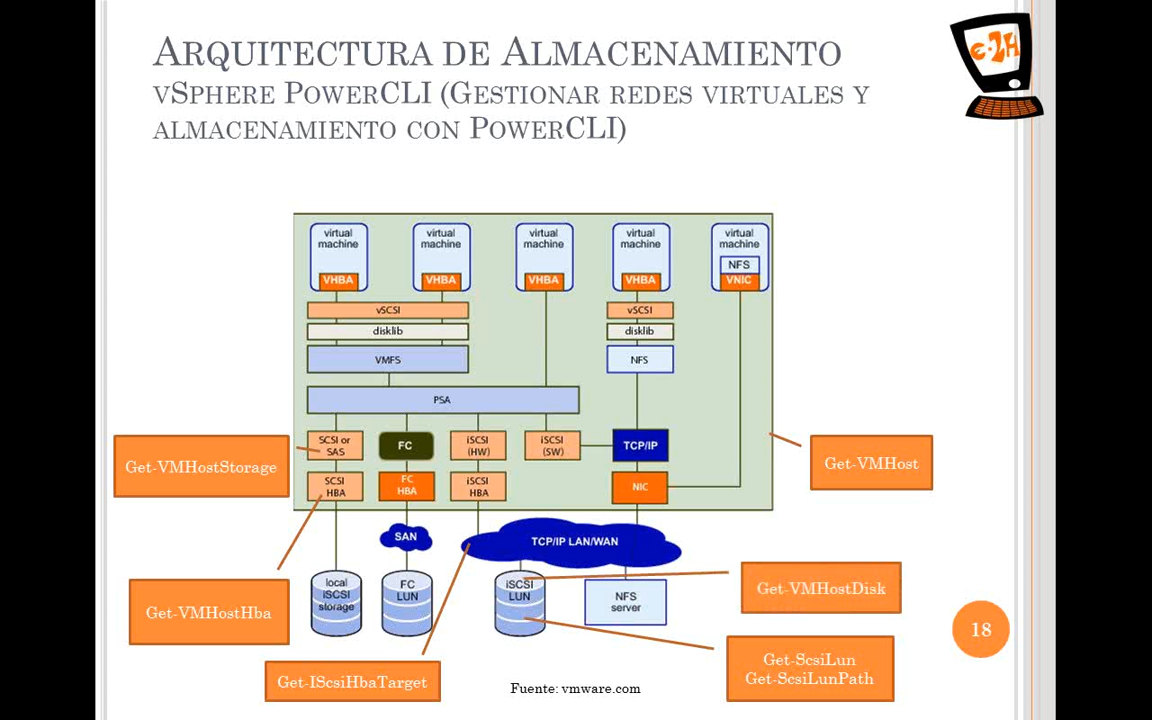 ARQUITECTURA DE ALMACENAMIENTO
VSPHERE POWERCLI (GESTIONAR REDES VIRTUALES Y
ALMACENAMIENTO CON POWERCLI)
e-2H
virtual machine
virtual machine
virtual machine
virtual machine
virtual machine
NFS
VHBA
VHBA
VHBA
VHBA
VNIC
vSCSI
vSCSI
disklib
disklib
VMFS
NFS
PSA
SCSI or SAS
FC
iSCSI (HW)
iSCSI (SW)
TCP/IP
SCSI HBA
FC HBA
iSCSI HBA
NIC
Get-VMHostStorage
Get-VMHost
SAN
TCP/IP LAN/WAN
local iSCSI storage
FC LUN
iSCSI LUN
NFS server
Get-VMHostHba
Get-VMHostDisk
Get-IScsiHbaTarget
Get-ScsiLun
Get-ScsiLunPath
18
Fuente: vmware.com